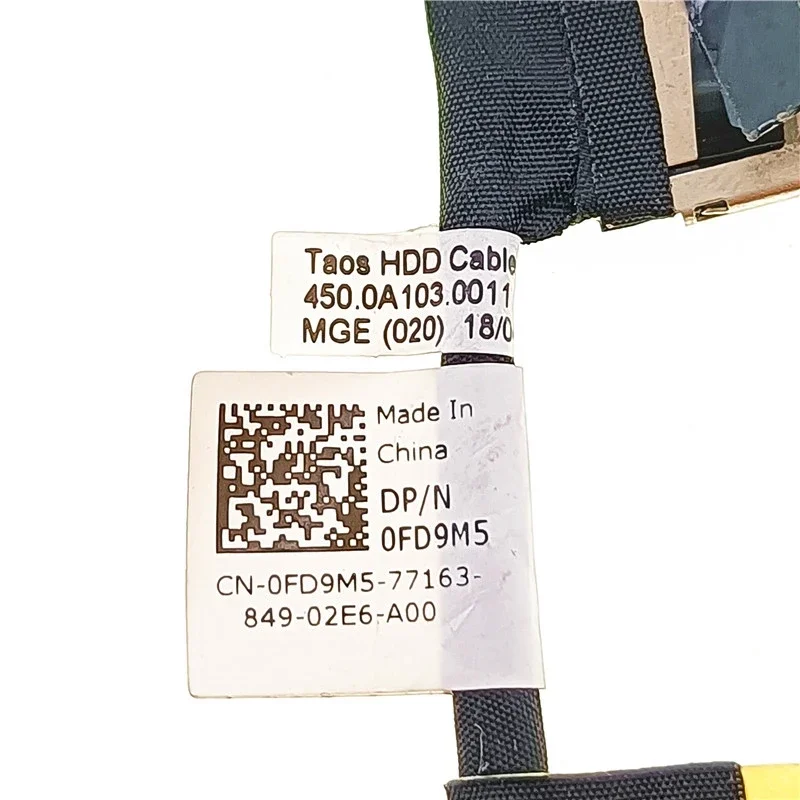 Taos HDD Cable
450.0A103.0011
MGE (020) 18/0
Made In
China
DP/N
0FD9M5
CN-0FD9M5-77163-
849-02E6-A00